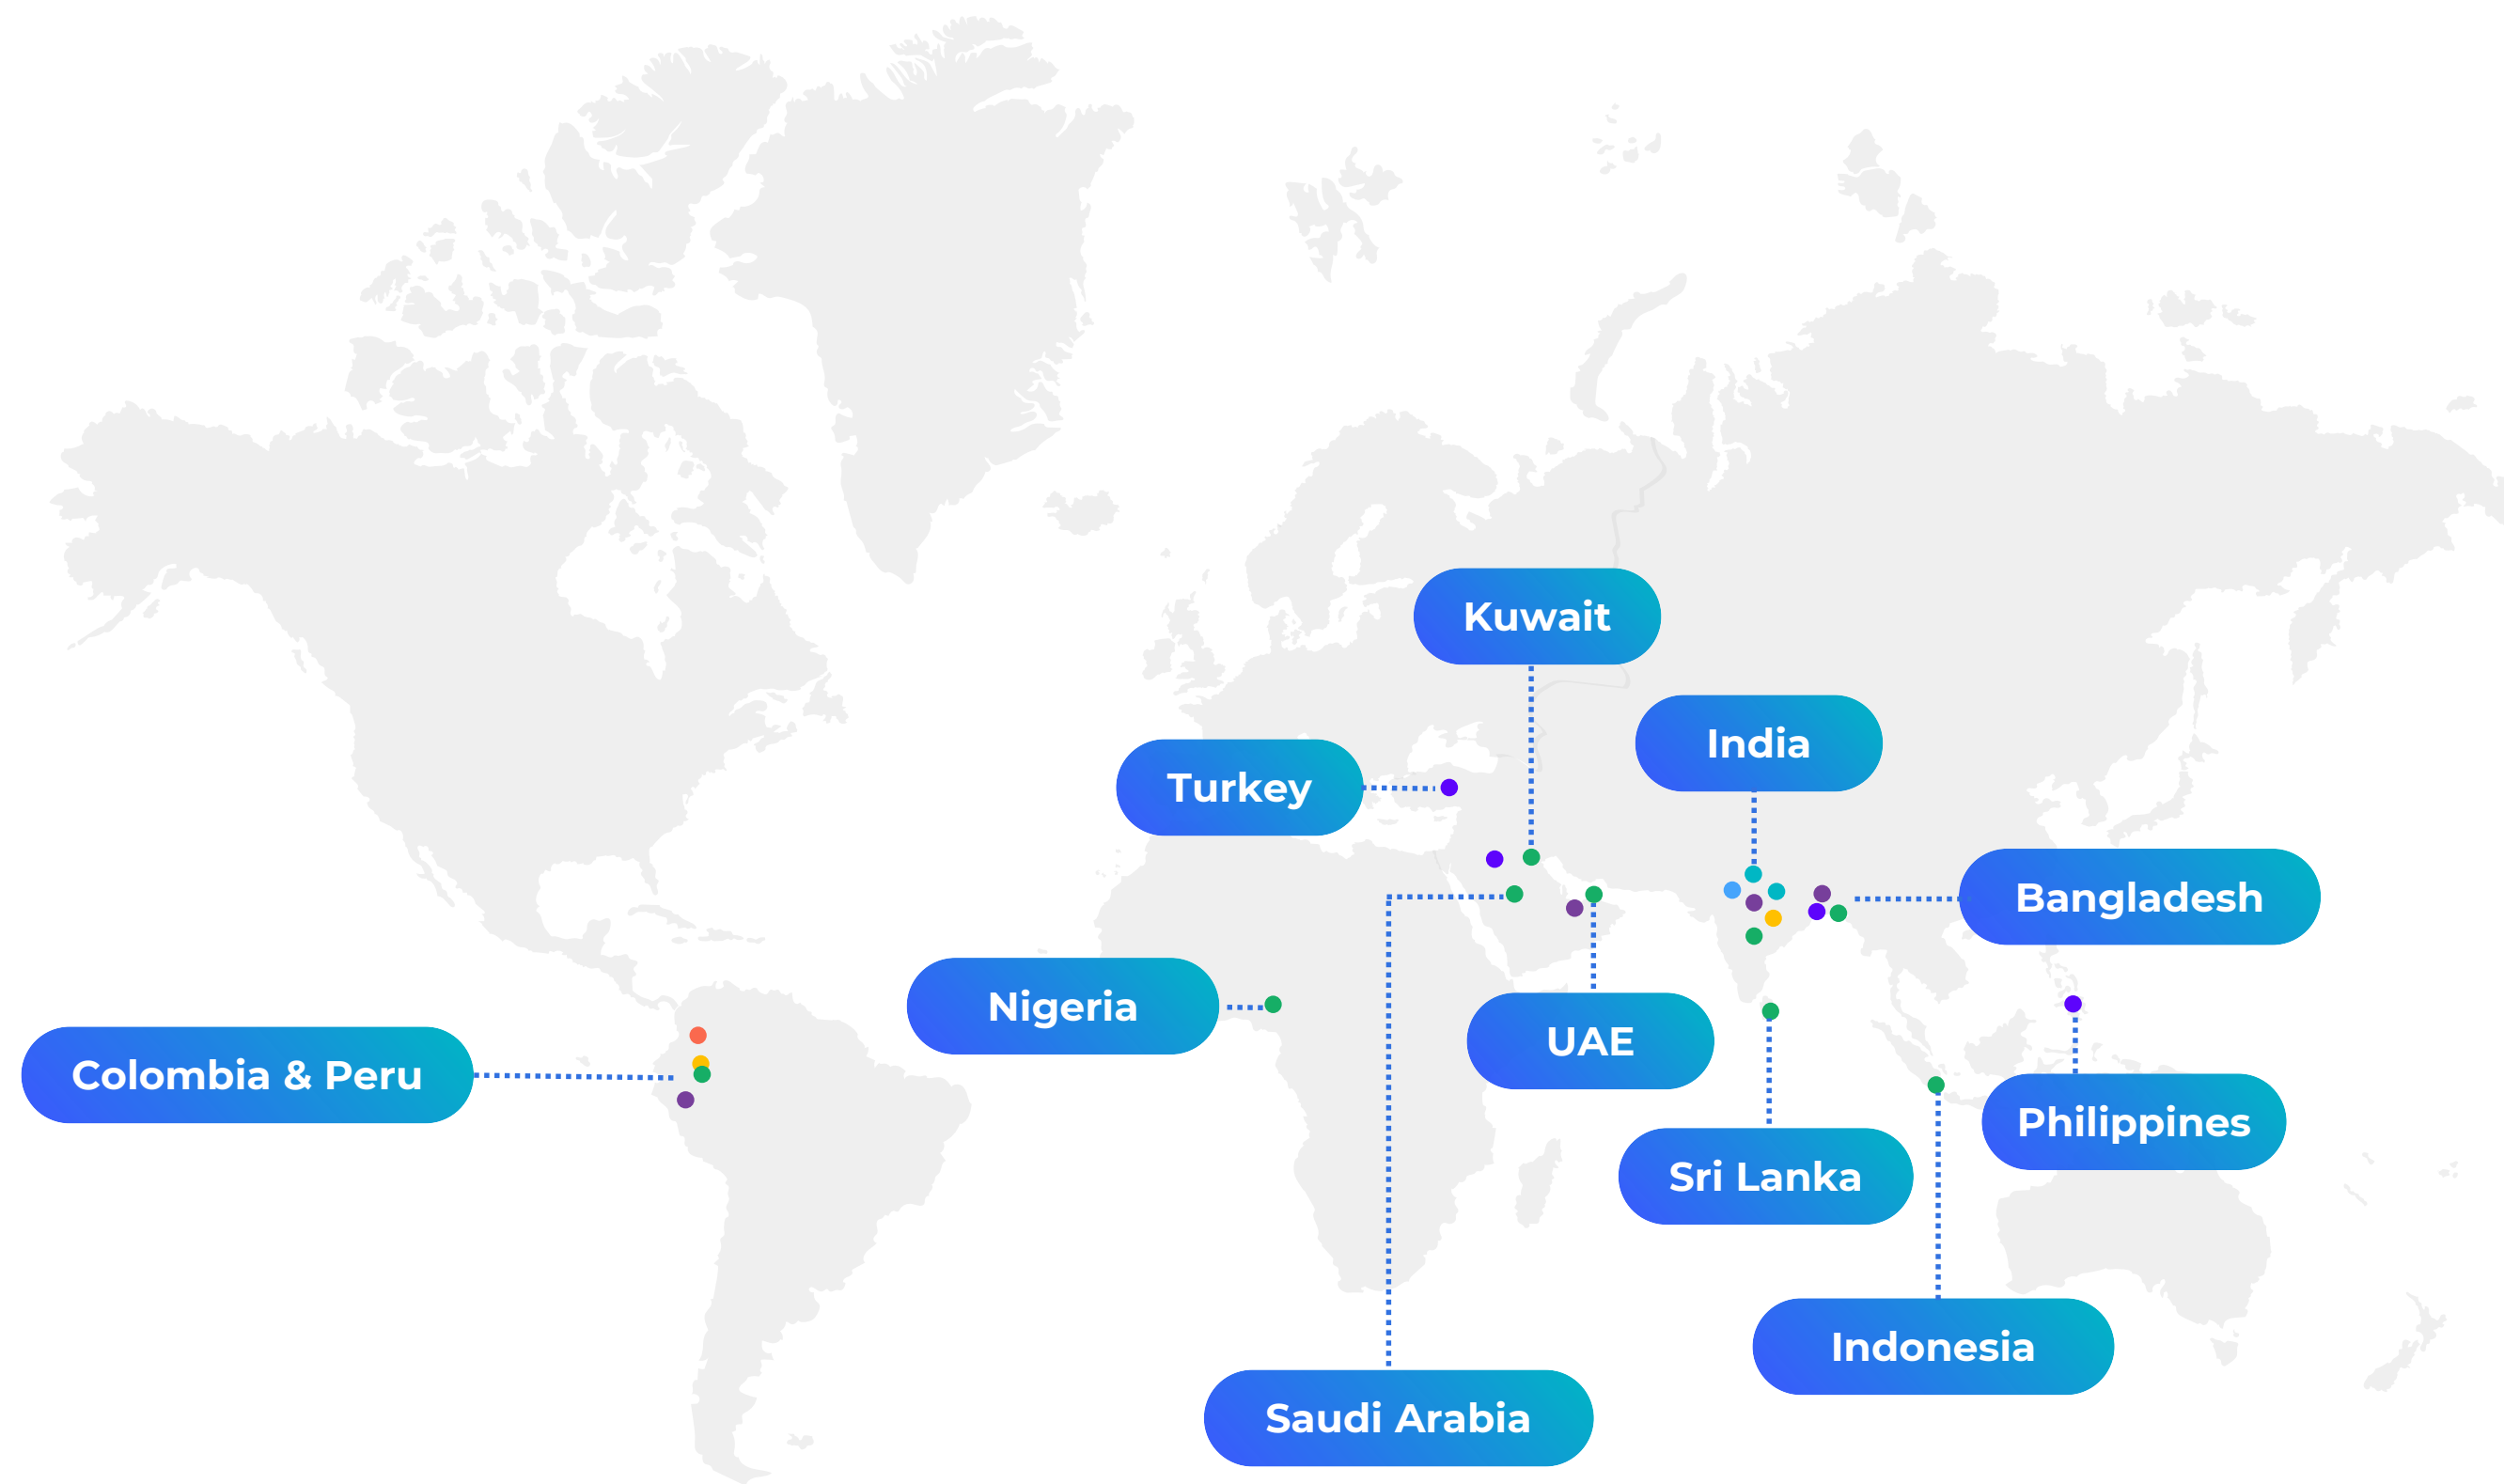 Kuwait
India
Turkey
Bangladesh
Nigeria
UAE
Colombia & Peru
Philippines
Sri Lanka
Indonesia
Saudi Arabia